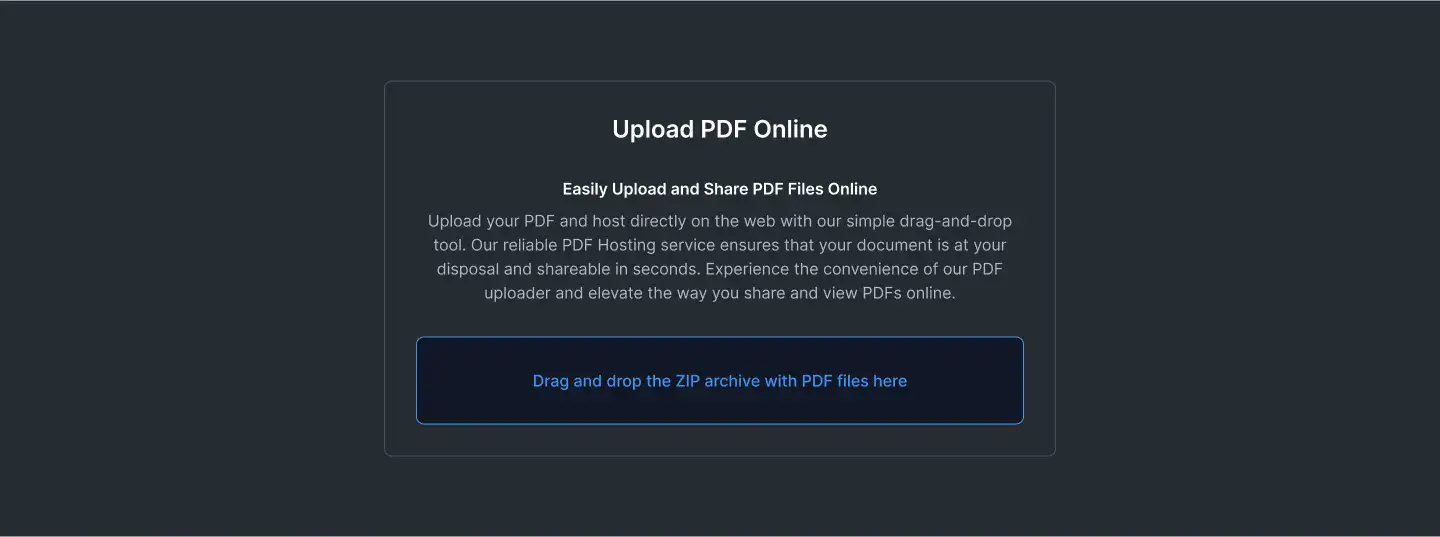 Upload PDF Online
Easily Upload and Share PDF Files Online
Upload your PDF and host directly on the web with our simple drag-and-drop
tool. Our reliable PDF Hosting service ensures that your document is at your
disposal and shareable in seconds. Experience the convenience of our PDF
uploader and elevate the way you share and view PDFs online.
Drag and drop the ZIP archive with PDF files here